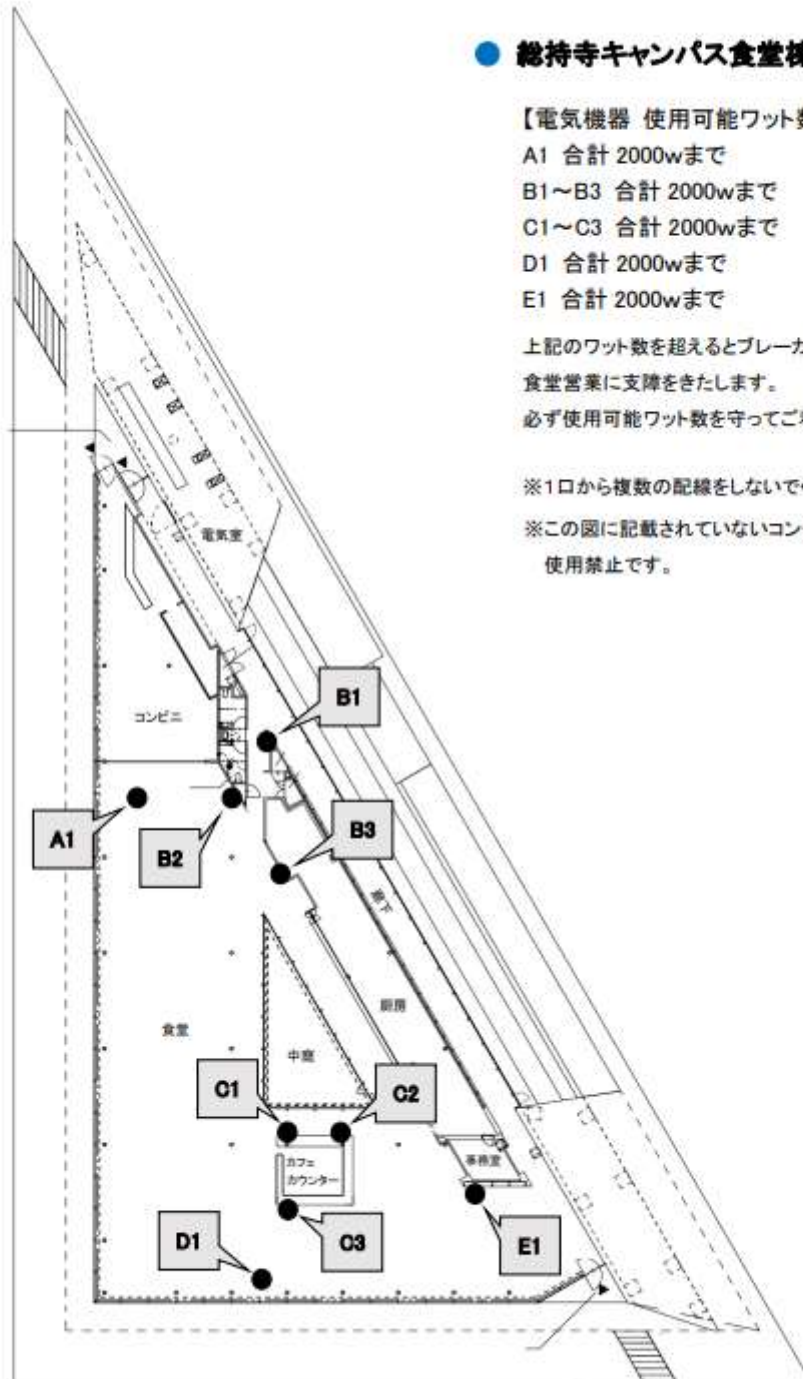 ● 総持寺キャンパス食堂棟
【電気機器 使用可能ワット数
A1 合計 2000wまで
B1～B3 合計 2000wまで
C1～C3 合計 2000wまで
D1 合計 2000wまで
E1 合計 2000wまで
上記のワット数を超えるとブレーカ
食堂営業に支障をきたします。
必ず使用可能ワット数を守ってご
※1口から複数の配線をしないで
※この図に記載されていないコン
使用禁止です。
電気室
コンビニ
B1
A1
B2
B3
廊下
厨房
食堂
中庭
C1
C2
カフェ
カウンター
事務室
D1
C3
E1